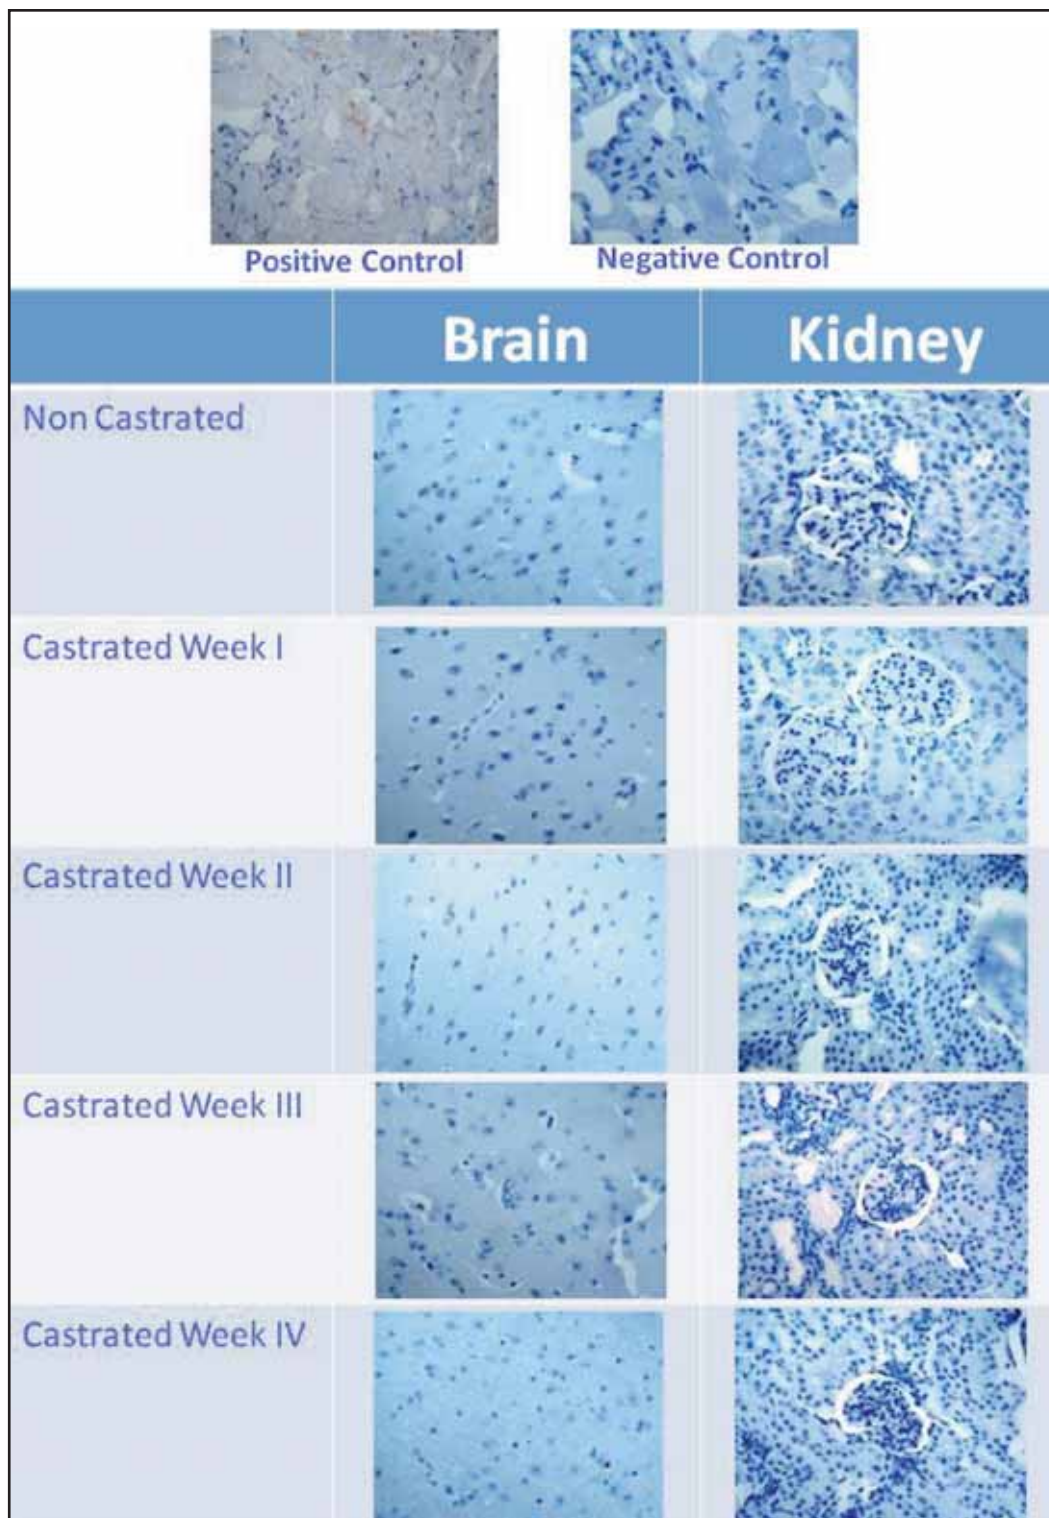 Positive Control
Negative Control
Brain
Kidney
Non Castrated
Castrated Week I
Castrated Week II
Castrated Week III
Castrated Week IV